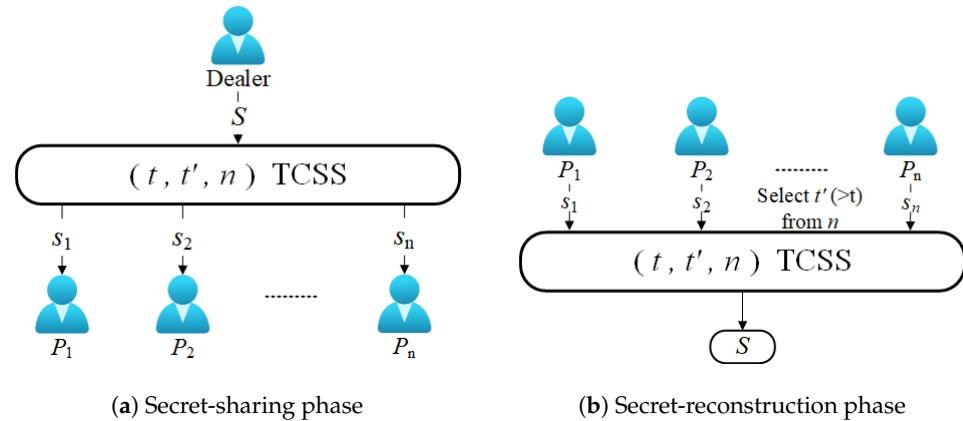 Dealer
S
( t , t′ , n ) TCSS
s1 s2 sn
P1 P2 --------- Pn
(a) Secret-sharing phase
P1 P2 --------- Pn
s1 s2 Select t′ (>t) sn
from n
( t , t′ , n ) TCSS
S
(b) Secret-reconstruction phase